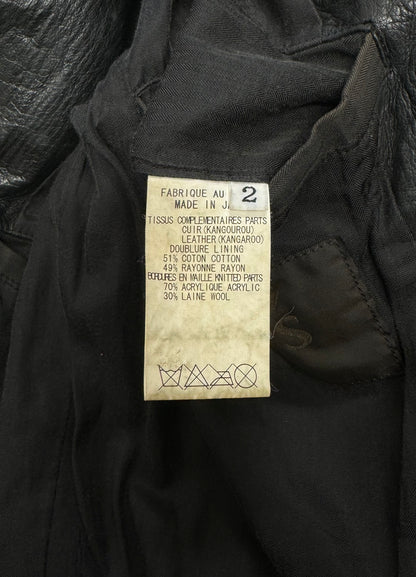 FABRIQUE AU
2
MADE IN JA
TISSUS COMPLEMENTAIRES PARTS
CUIR(KANGOUROU)
LEATHER(KANGAROO)
DOUBLURE LINING
51% COTON COTTON
49% RAYONNE RAYON
BORDURES EN MAILLE KNITTED PARTS
70% ACRYLIQUE ACRYLIC
30% LAINE WOOL